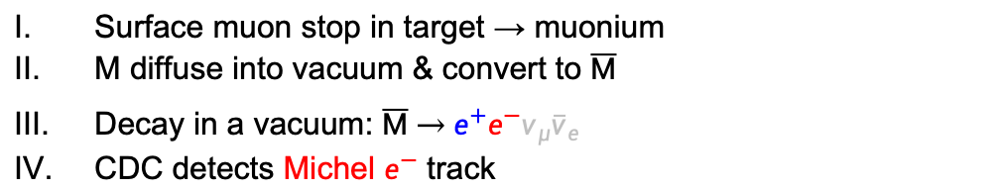 I. Surface muon stop in target → muonium
II. M diffuse into vacuum & convert to M̅
III. Decay in a vacuum: M̅ → e⁺e⁻ν_μν̅_e
IV. CDC detects Michel e⁻ track